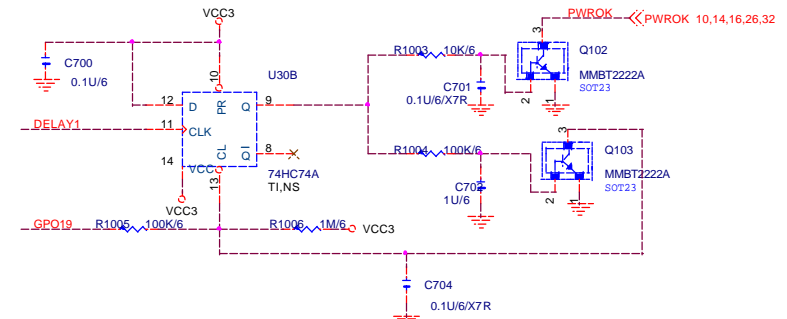 VCC3
PWROK
PWROK 10,14,16,26,32
C700
0.1U/6
10
U30B
R1003
10K/6
3
Q102
MMBT2222A
SOT23
2
1
12
D
PR
Q
9
C701
0.1U/6/X7R
DELAY1
11
CLK
3
14
CL
QI
8
R1004
100K/6
Q103
MMBT2222A
SOT23
VCC
13
74HC74A
TI,NS
C702
1U/6
2
1
VCC3
GPO19
R1005
100K/6
R1006
1M/6
VCC3
C704
0.1U/6/X7R